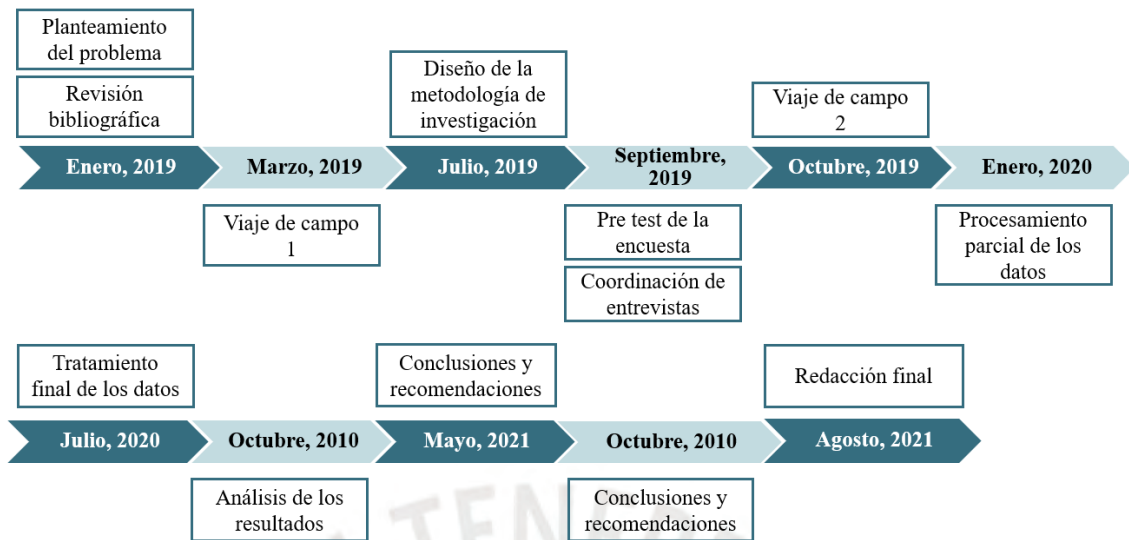 Planteamiento
del problema
Revisión
bibliográfica
Diseño de la
metodología de
investigación
Viaje de campo
2
Enero, 2019
Marzo, 2019
Julio, 2019
Septiembre,
2019
Octubre, 2019
Enero, 2020
Viaje de campo
1
Pre test de la
encuesta
Coordinación de
entrevistas
Procesamiento
parcial de los
datos
Tratamiento
final de los datos
Conclusiones y
recomendaciones
Redacción final
Julio, 2020
Octubre, 2010
Mayo, 2021
Octubre, 2010
Agosto, 2021
Análisis de los
resultados
Conclusiones y
recomendaciones